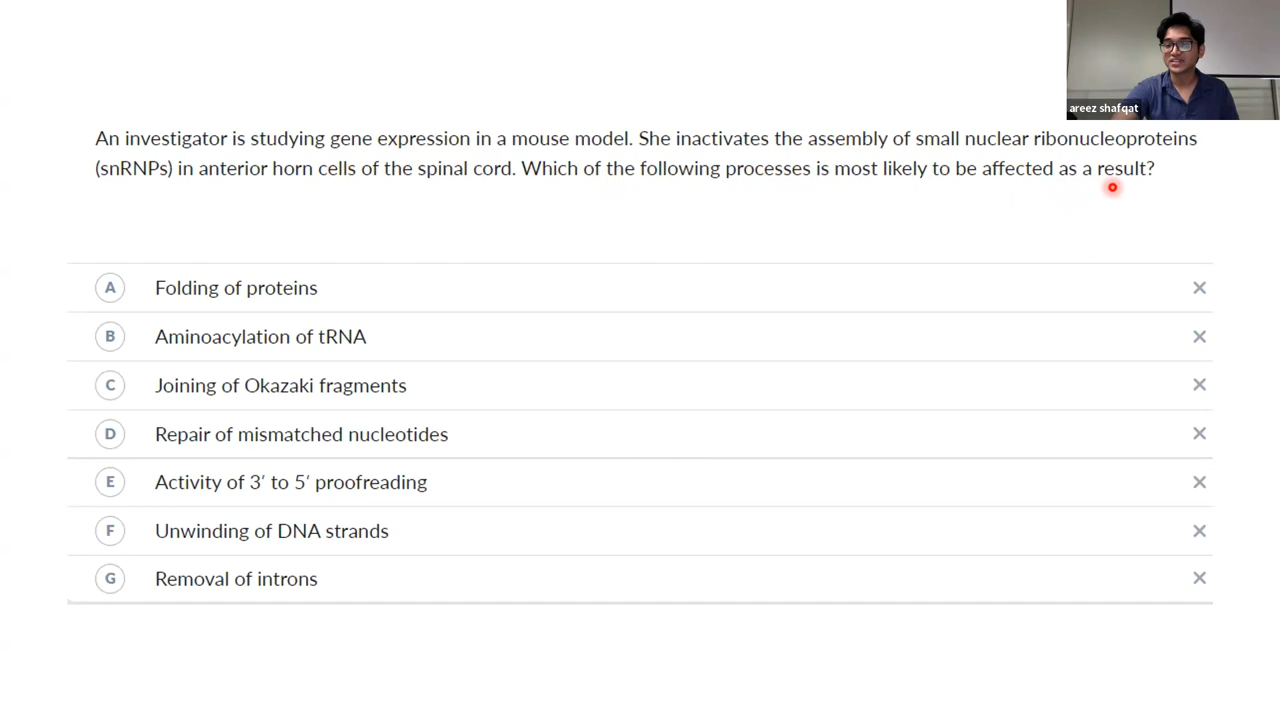 areez shafqat
An investigator is studying gene expression in a mouse model. She inactivates the assembly of small nuclear ribonucleoproteins
(snRNPs) in anterior horn cells of the spinal cord. Which of the following processes is most likely to be affected as a result?
A Folding of proteins
B Aminoacylation of tRNA
C Joining of Okazaki fragments
D Repair of mismatched nucleotides
E Activity of 3′ to 5′ proofreading
F Unwinding of DNA strands
G Removal of introns